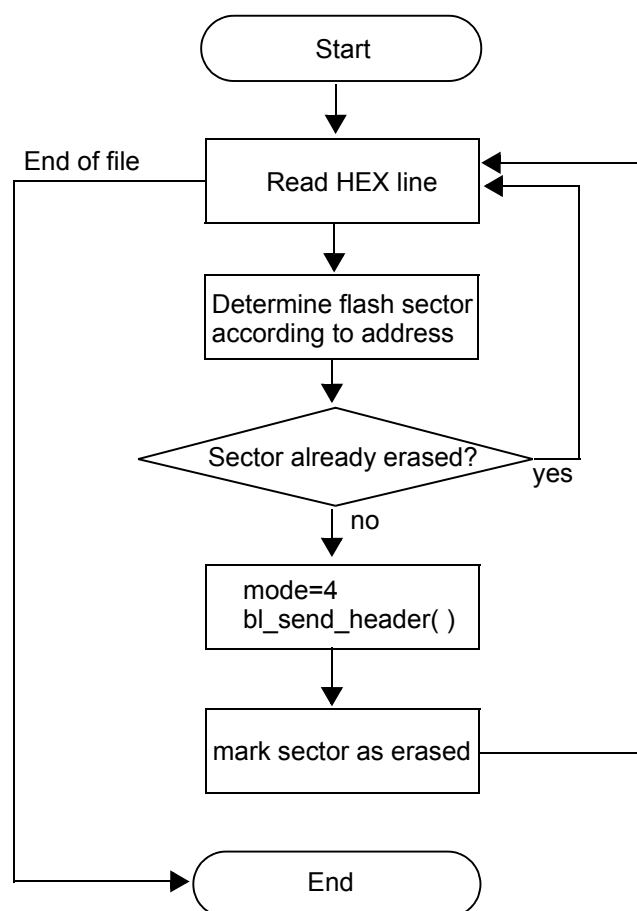 Start
End of file
Read HEX line
Determine flash sector
according to address
Sector already erased?
yes
no
mode=4
bl_send_header( )
mark sector as erased
End